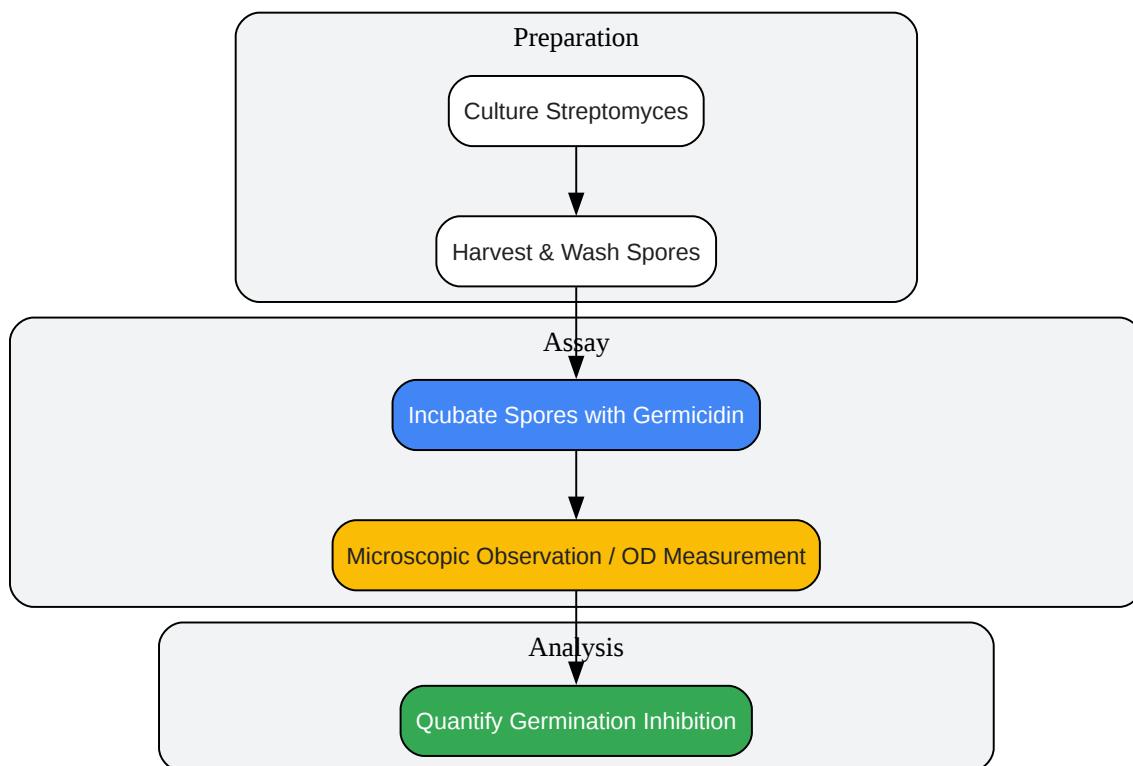 Preparation
Culture Streptomyces
Harvest & Wash Spores
Assay
Incubate Spores with Germicidin
Microscopic Observation / OD Measurement
Analysis
Quantify Germination Inhibition